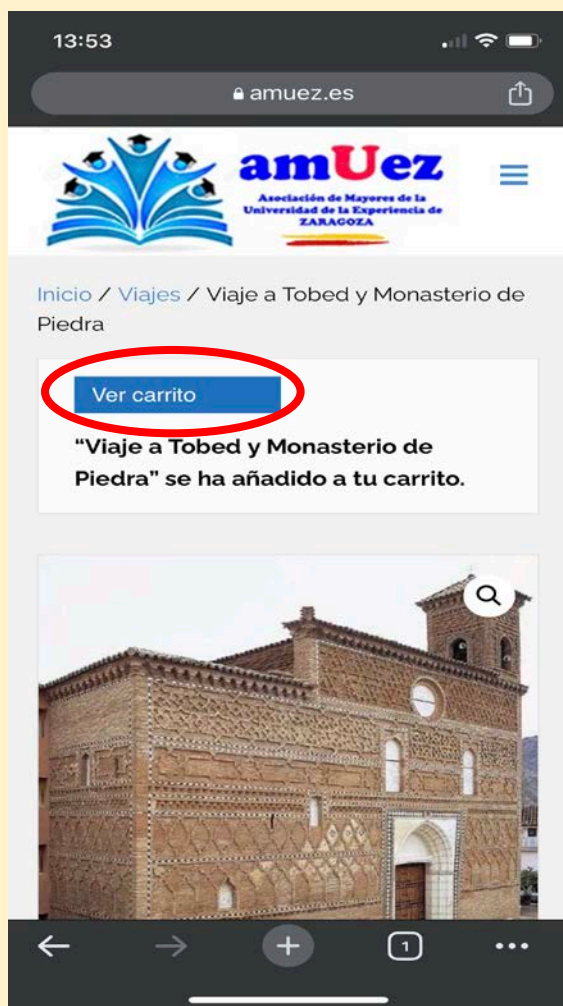 13:53
amuez.es
amUez
Asociación de Mayores de la
Universidad de la Experiencia de
ZARAGOZA
Inicio / Viajes / Viaje a Tobed y Monasterio de
Piedra
Ver carrito
“Viaje a Tobed y Monasterio de
Piedra” se ha añadido a tu carrito.
1